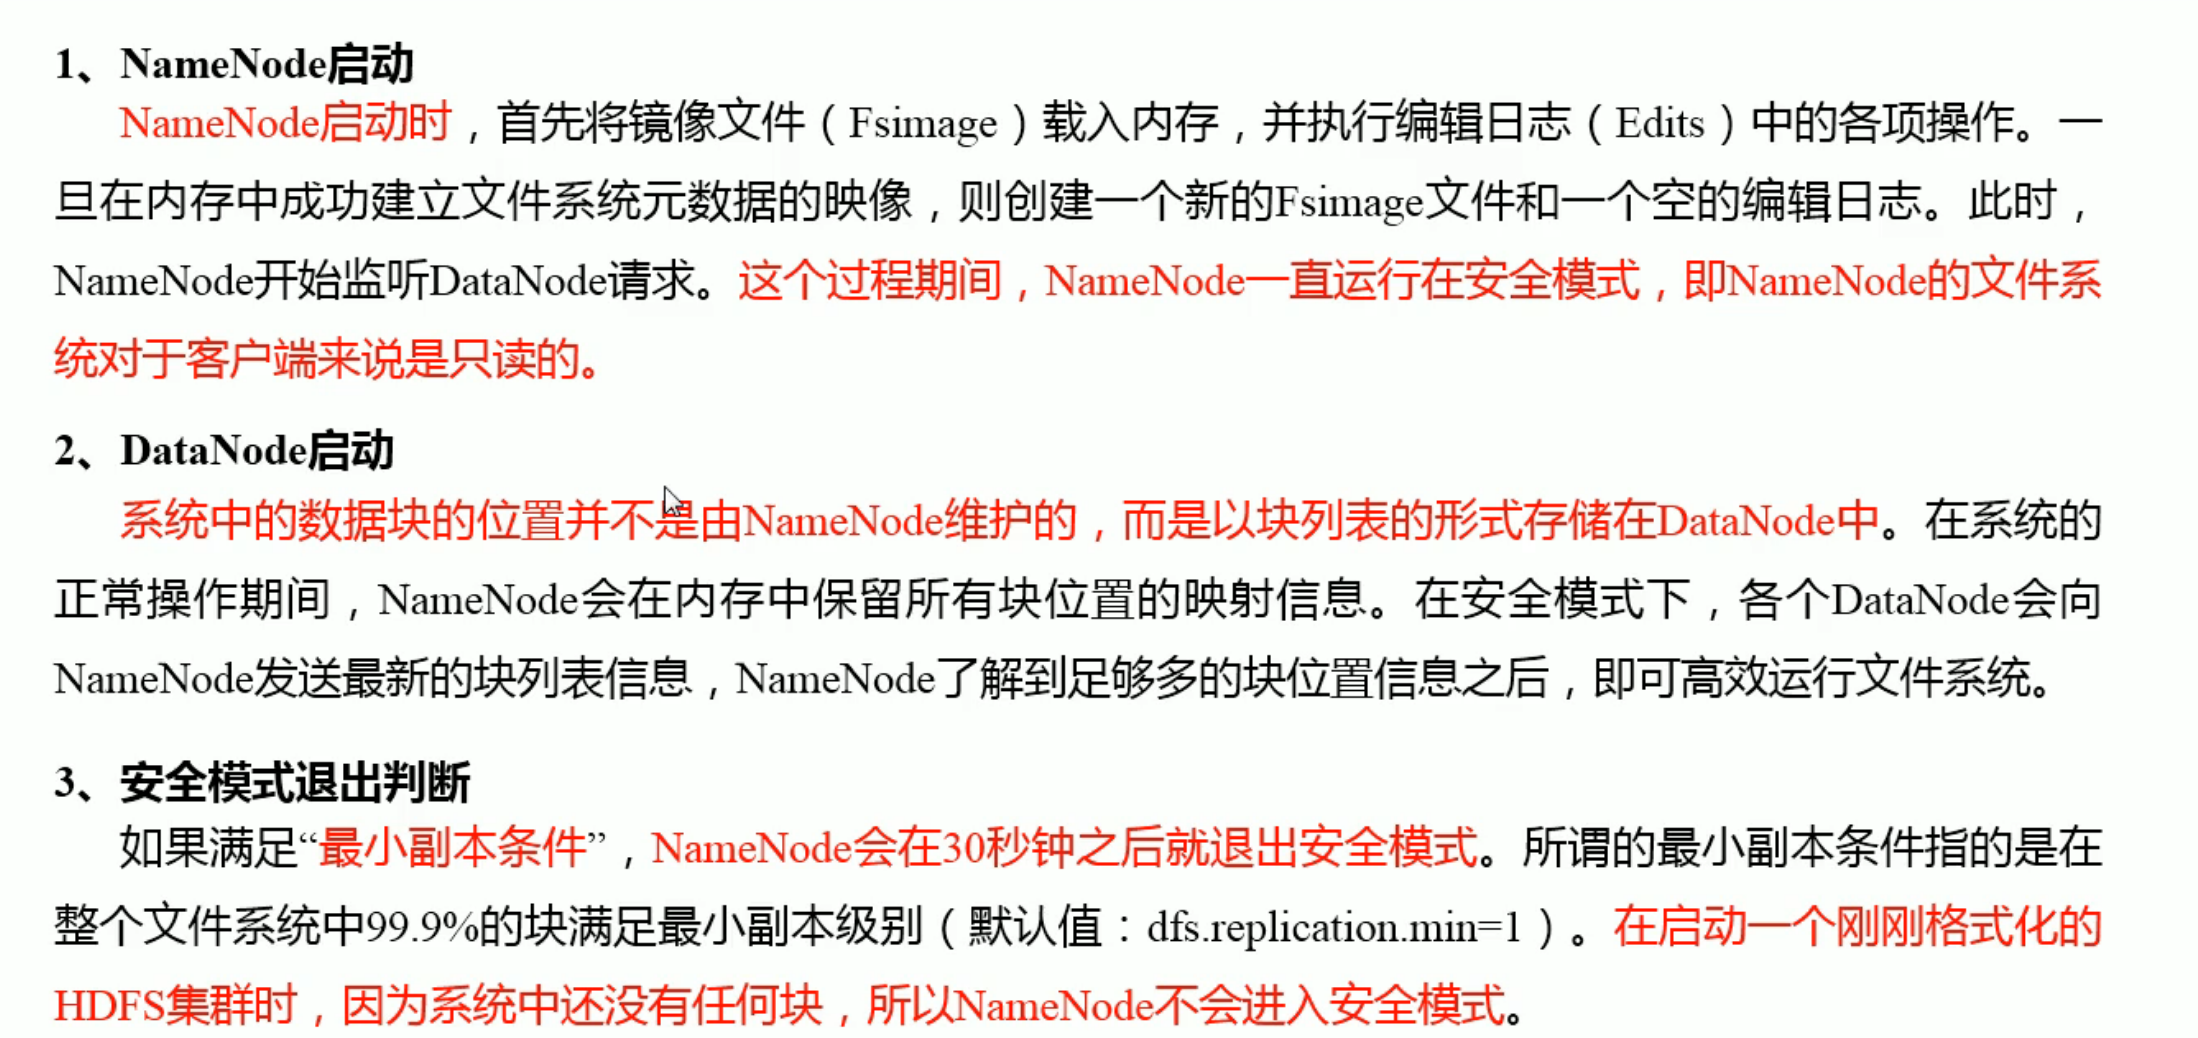 1、NameNode启动
NameNode启动时，首先将镜像文件（Fsimage）载入内存，并执行编辑日志（Edits）中的各项操作。一
旦在内存中成功建立文件系统元数据的映像，则创建一个新的Fsimage文件和一个空的编辑日志。此时，
NameNode开始监听DataNode请求。这个过程期间，NameNode一直运行在安全模式，即NameNode的文件系
统对于客户端来说是只读的。
2、DataNode启动
系统中的数据块的位置并不是由NameNode维护的，而是以块列表的形式存储在DataNode中。在系统的
正常操作期间，NameNode会在内存中保留所有块位置的映射信息。在安全模式下，各个DataNode会向
NameNode发送最新的块列表信息，NameNode了解到足够多的块位置信息之后，即可高效运行文件系统。
3、安全模式退出判断
如果满足“最小副本条件”，NameNode会在30秒钟之后就退出安全模式。所谓的最小副本条件指的是在
整个文件系统中99.9%的块满足最小副本级别（默认值：dfs.replication.min=1）。在启动一个刚刚格式化的
HDFS集群时，因为系统中还没有任何块，所以NameNode不会进入安全模式。